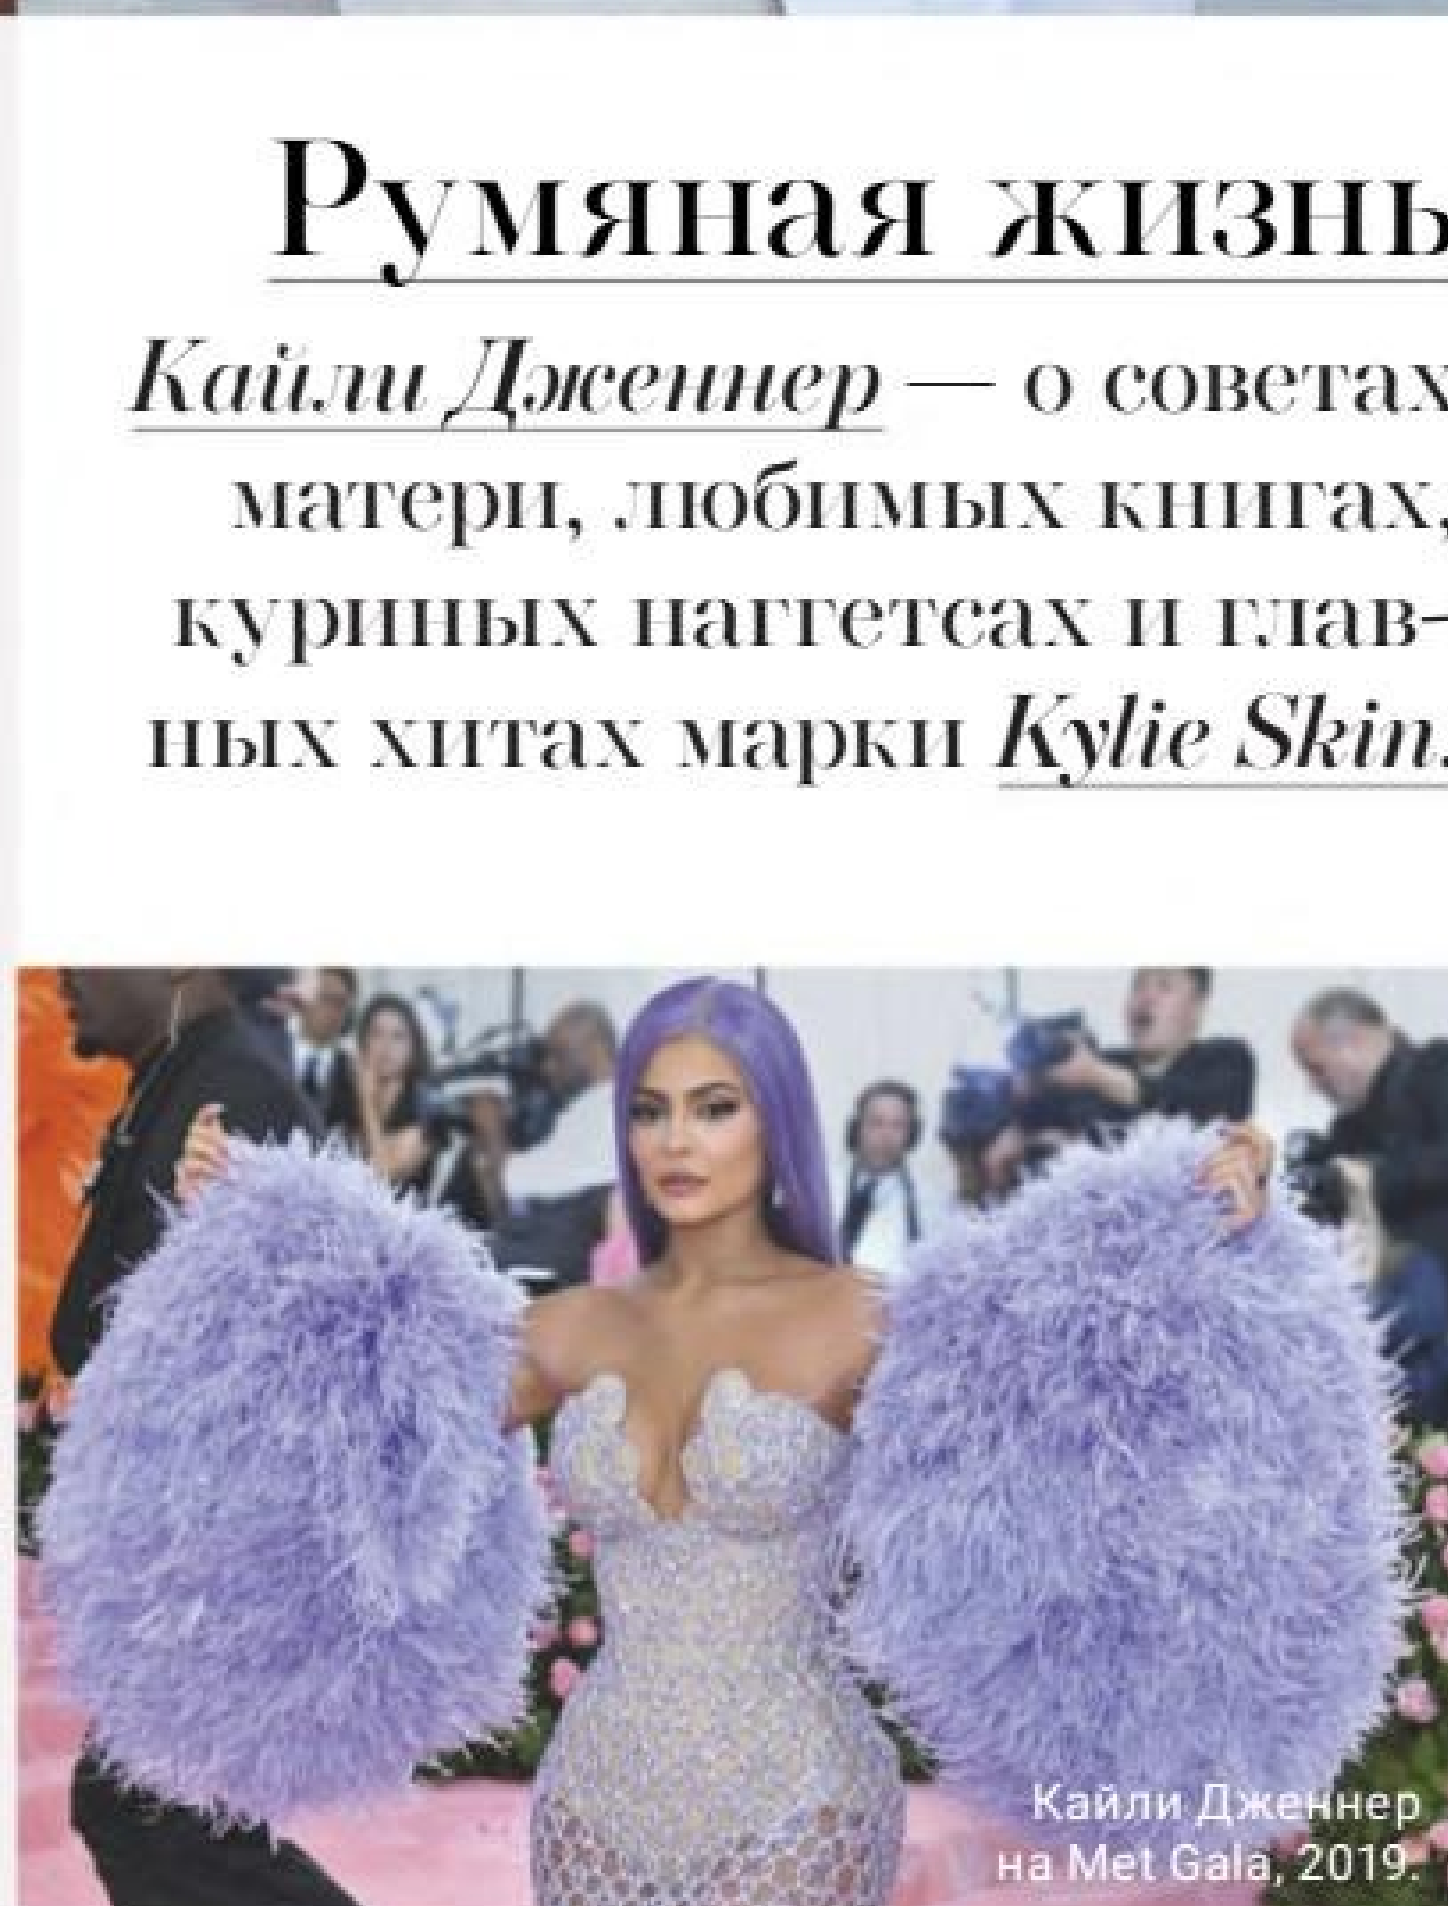 Румяная жизнь
Кайли Дженнер — о советах
матери, любимых книгах,
куриных наггетсах и глав-
ных хитах марки Kylie Skin.
Кайли Дженнер
на Met Gala, 2019.